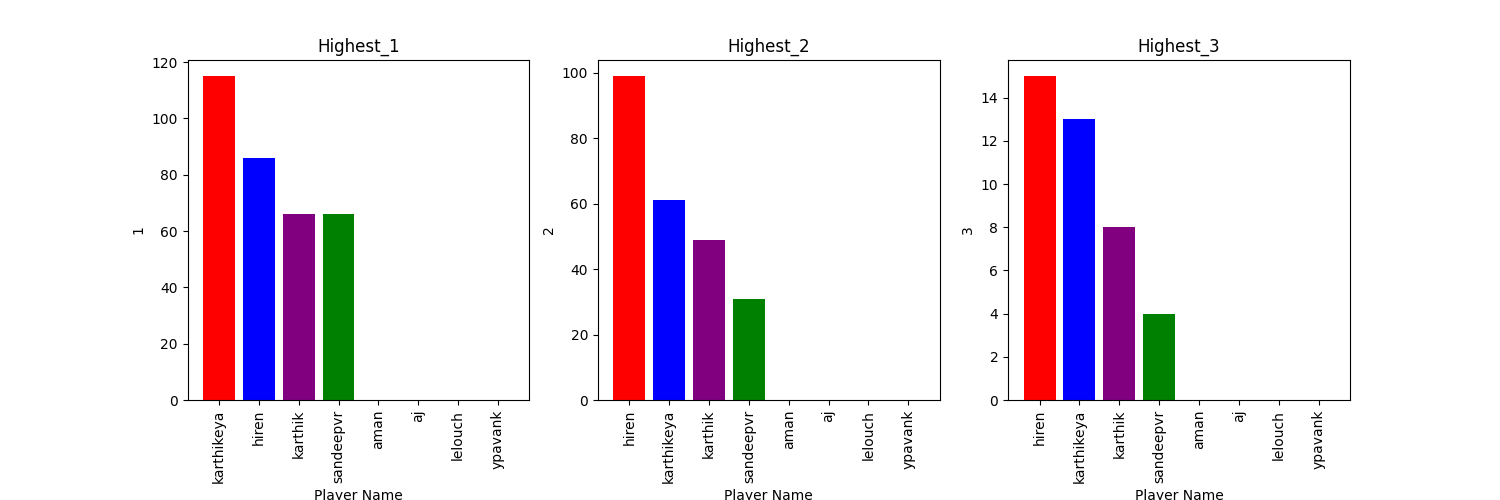 Highest_1
120
100
80
60
40
20
0
1
karthikeya
hiren
karthik
sandeepvr
aman
aj
lelouch
ypavank
Player Name
Highest_2
100
80
60
40
20
0
2
hiren
karthikeya
karthik
sandeepvr
aman
aj
lelouch
ypavank
Player Name
Highest_3
14
12
10
8
6
4
2
0
3
hiren
karthikeya
karthik
sandeepvr
aman
aj
lelouch
ypavank
Player Name